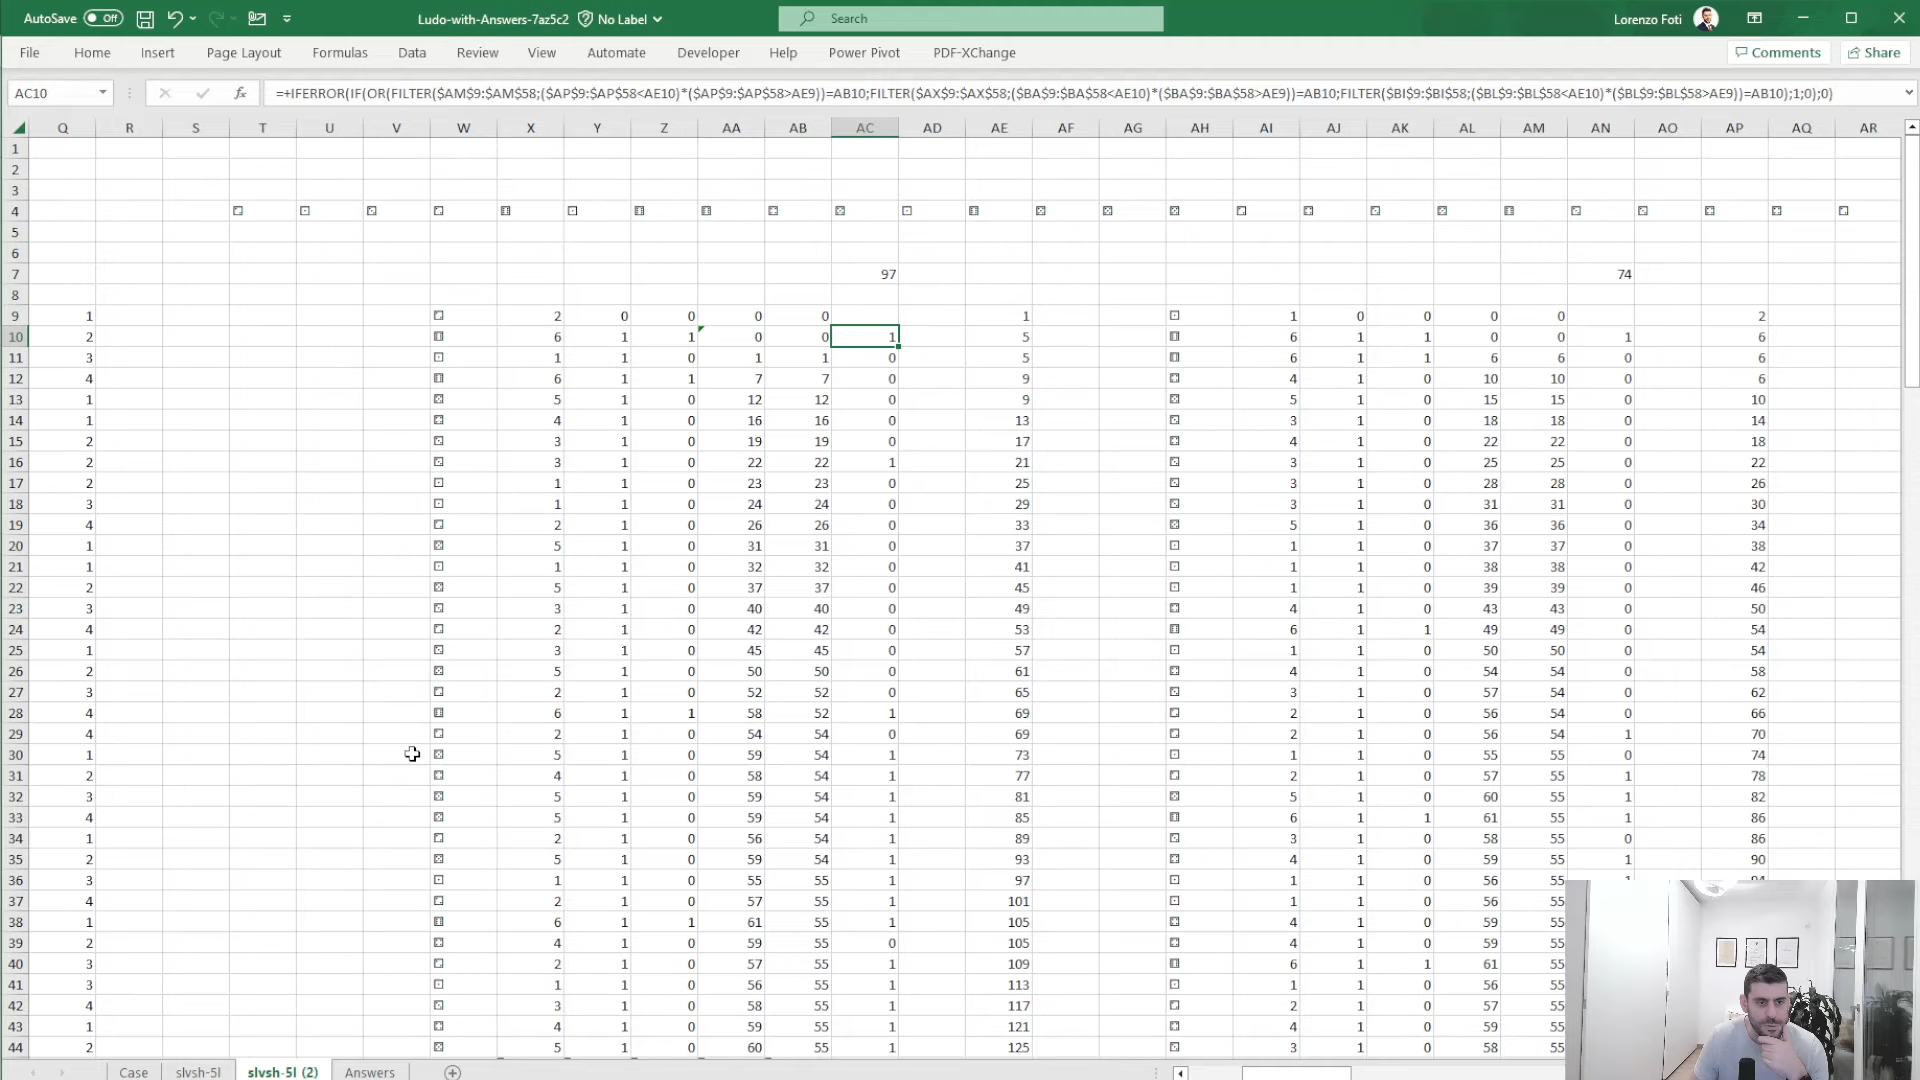 AutoSave Off Ludo-with-Answers-7az5c2 No Label Search Lorenzo Foti
File Home Insert Page Layout Formulas Data Review View Automate Developer Help Power Pivot PDF-XChange Comments Share
AC10 fx =+IFERROR(IF(OR(FILTER($AM$9:$AM$58;($AP$9:$AP$58<AE10)*($AP$9:$AP$58>AE9))=AB10;FILTER($AX$9:$AX$58;($BA$9:$BA$58<AE10)*($BA$9:$BA$58>AE9))=AB10;FILTER($BI$9:$BI$58;($BL$9:$BL$58<AE10)*($BL$9:$BL$58>AE9))=AB10);1;0);0)
Q R S T U V W X Y Z AA AB AC AD AE AF AG AH AI AJ AK AL AM AN AO AP AQ AR
1
2
3
4
5
6
7 97 74
8
9 1 2 0 0 0 0 1 1 0 0 0 0 2
10 2 6 1 1 0 0 1 5 6 1 1 0 0 1 6
11 3 1 1 0 1 1 0 5 6 1 1 6 6 0 6
12 4 6 1 1 7 7 0 9 4 1 0 10 10 0 6
13 1 5 1 0 12 12 0 9 5 1 0 15 15 0 10
14 1 4 1 0 16 16 0 13 3 1 0 18 18 0 14
15 2 3 1 0 19 19 0 17 4 1 0 22 22 0 18
16 2 3 1 0 22 22 1 21 3 1 0 25 25 0 22
17 2 1 1 0 23 23 0 25 3 1 0 28 28 0 26
18 3 1 1 0 24 24 0 29 3 1 0 31 31 0 30
19 4 2 1 0 26 26 0 33 5 1 0 36 36 0 34
20 1 5 1 0 31 31 0 37 1 1 0 37 37 0 38
21 1 1 1 0 32 32 0 41 1 1 0 38 38 0 42
22 2 5 1 0 37 37 0 45 1 1 0 39 39 0 46
23 3 3 1 0 40 40 0 49 4 1 0 43 43 0 50
24 4 2 1 0 42 42 0 53 6 1 1 49 49 0 54
25 1 3 1 0 45 45 0 57 1 1 0 50 50 0 54
26 2 5 1 0 50 50 0 61 4 1 0 54 54 0 58
27 3 2 1 0 52 52 0 65 3 1 0 57 54 0 62
28 4 6 1 1 58 52 1 69 2 1 0 56 54 0 66
29 4 2 1 0 54 54 0 69 2 1 0 56 54 1 70
30 1 5 1 0 59 54 1 73 1 1 0 55 55 0 74
31 2 4 1 0 58 54 1 77 2 1 0 57 55 1 78
32 3 5 1 0 59 54 1 81 5 1 0 60 55 1 82
33 4 5 1 0 59 54 1 85 6 1 1 61 55 1 86
34 1 2 1 0 56 54 1 89 3 1 0 58 55 0 86
35 2 5 1 0 59 54 1 93 4 1 0 59 55 1 90
36 3 1 1 0 55 55 1 97 1 1 0 56 55
37 4 2 1 0 57 55 1 101 1 1 0 56 55
38 1 6 1 1 61 55 1 105 4 1 0 59 55
39 2 4 1 0 59 55 0 105 4 1 0 59 55
40 3 2 1 0 57 55 1 109 6 1 1 61 55
41 3 1 1 0 56 55 1 113 1 1 0 56 55
42 4 3 1 0 58 55 1 117 2 1 0 57 55
43 1 4 1 0 59 55 1 121 4 1 0 59 55
44 2 5 1 0 60 55 1 125 3 1 0 58 55
Case slvsh-5l slvsh-5l (2) Answers